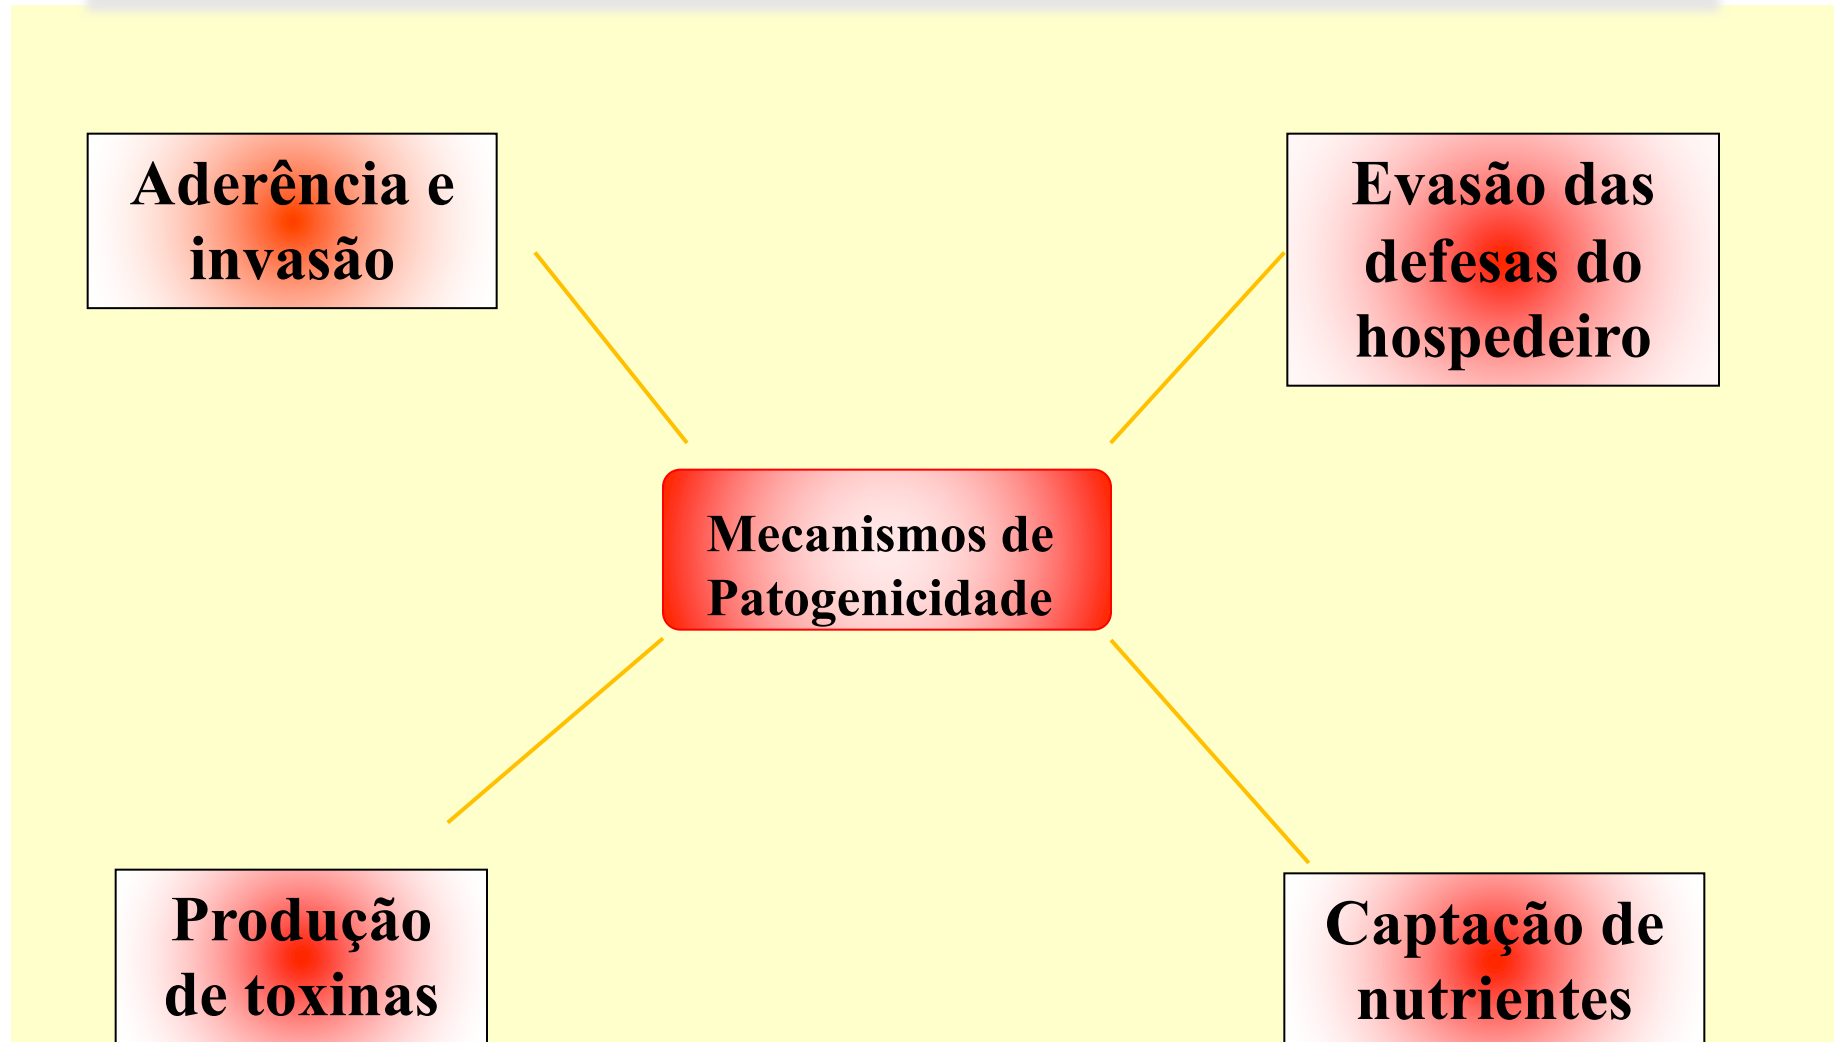 Aderência e
invasão
Evasão das
defesas do
hospedeiro
Mecanismos de
Patogenicidade
Produção
de toxinas
Captação de
nutrientes